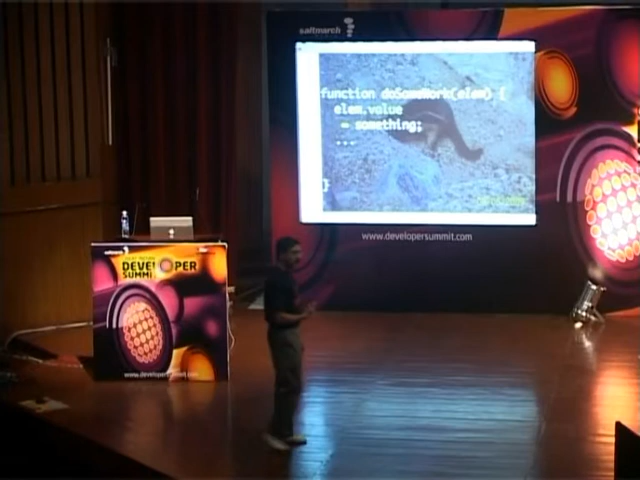 saltmarch
function doSomeWork(elem) {
elem.value
= something;
...
}
www.developersummit.com
DEVELOPER
SUMMIT
www.developersummit.com